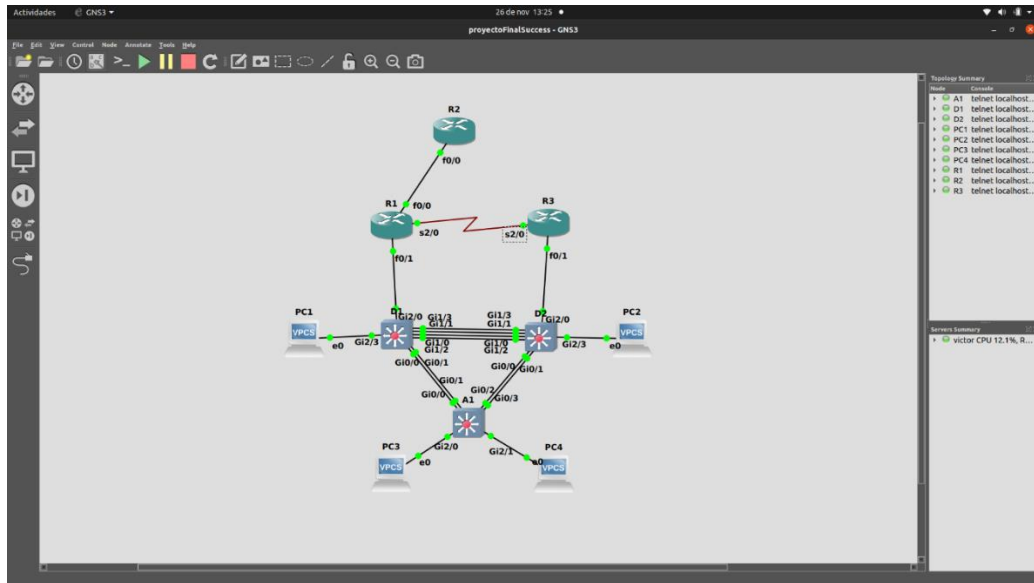 Actividades GNS3 26 de nov 13:25
proyectoFinalSuccess - GNS3
File Edit View Control Node Annotate Tools Help
Topology Summary
Node Console
A1 telnet localhost...
D1 telnet localhost...
D2 telnet localhost...
PC1 telnet localhost...
PC2 telnet localhost...
PC3 telnet localhost...
PC4 telnet localhost...
R1 telnet localhost...
R2 telnet localhost...
R3 telnet localhost...
R2
f0/0
R1 f0/0
R3
s2/0 s2/0
f0/1 f0/1
D1 D2
Gi2/0 Gi1/3 Gi1/3 Gi2/0
Gi1/1 Gi1/1
PC1 PC2
VPCS VPCS
e0 Gi2/3 Gi1/0 Gi1/0 Gi2/3 e0
Gi1/2 Gi1/2
Gi0/0 Gi0/1 Gi0/0 Gi0/1
Gi0/1 Gi0/2
Gi0/0 Gi0/3
A1
PC3 Gi2/0 Gi2/1 PC4
e0 e0
VPCS VPCS
Servers Summary
victor CPU 12.1%, R...